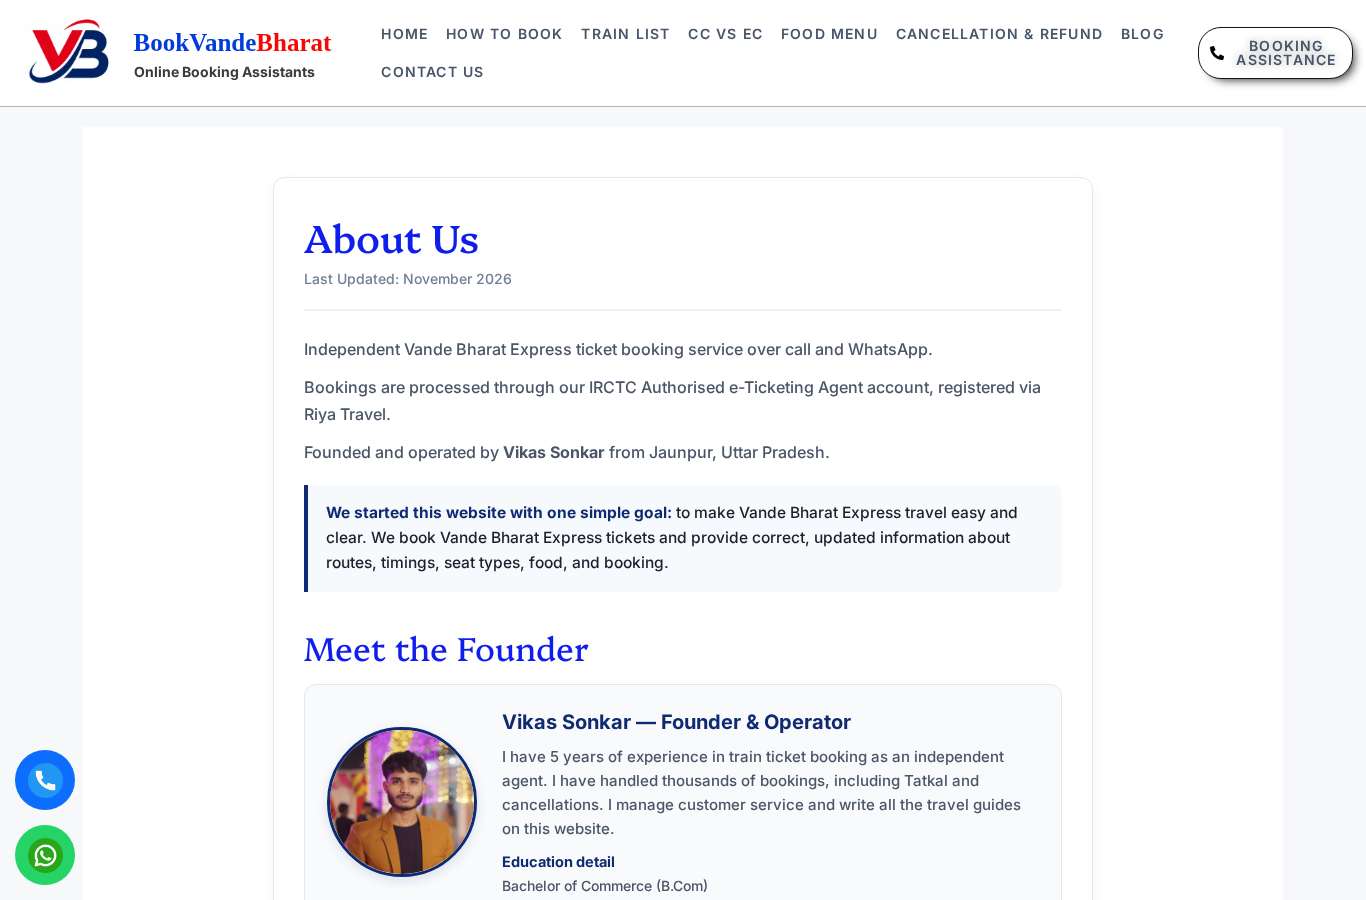 BookVandeBharat
Online Booking Assistants
HOME HOW TO BOOK TRAIN LIST CC VS EC FOOD MENU CANCELLATION & REFUND BLOG
CONTACT US
BOOKING
ASSISTANCE
About Us
Last Updated: November 2026
Independent Vande Bharat Express ticket booking service over call and WhatsApp.
Bookings are processed through our IRCTC Authorised e-Ticketing Agent account, registered via
Riya Travel.
Founded and operated by Vikas Sonkar from Jaunpur, Uttar Pradesh.
We started this website with one simple goal: to make Vande Bharat Express travel easy and
clear. We book Vande Bharat Express tickets and provide correct, updated information about
routes, timings, seat types, food, and booking.
Meet the Founder
Vikas Sonkar — Founder & Operator
I have 5 years of experience in train ticket booking as an independent
agent. I have handled thousands of bookings, including Tatkal and
cancellations. I manage customer service and write all the travel guides
on this website.
Education detail
Bachelor of Commerce (B.Com)